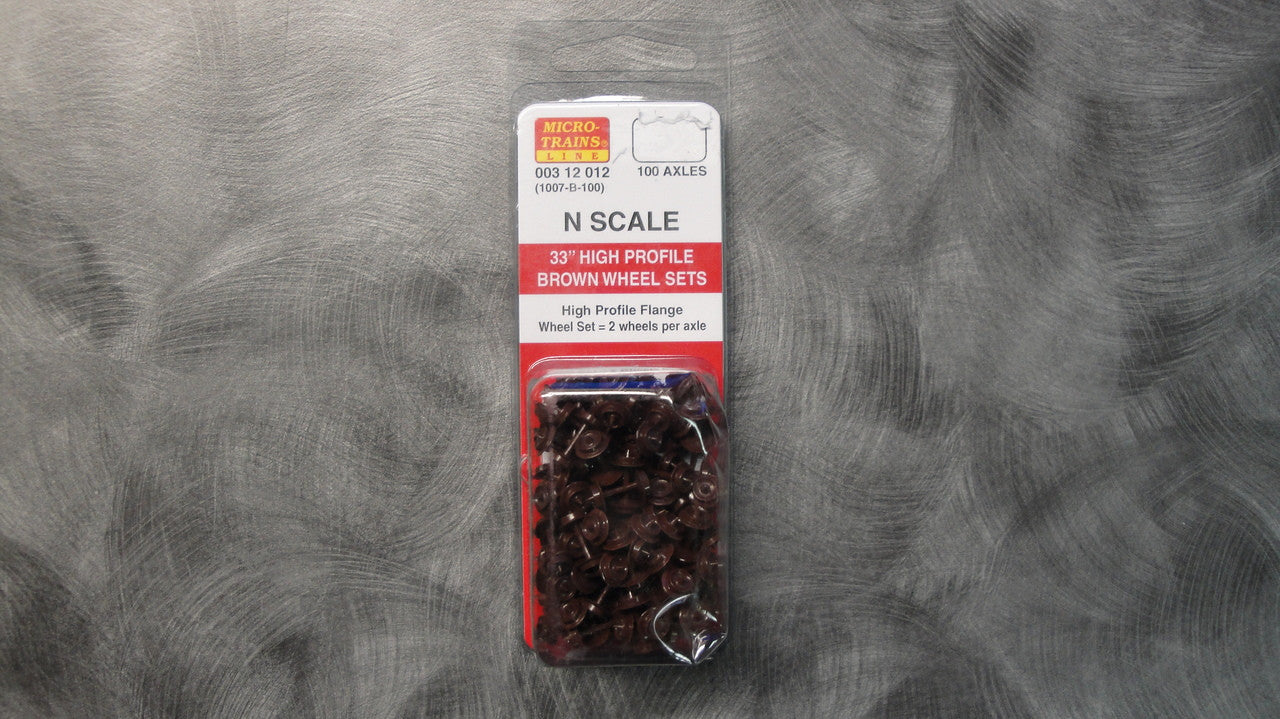 MICRO-
TRAINS®
LINE
003 12 012
100 AXLES
(1007-B-100)
N SCALE
33" HIGH PROFILE
BROWN WHEEL SETS
High Profile Flange
Wheel Set = 2 wheels per axle